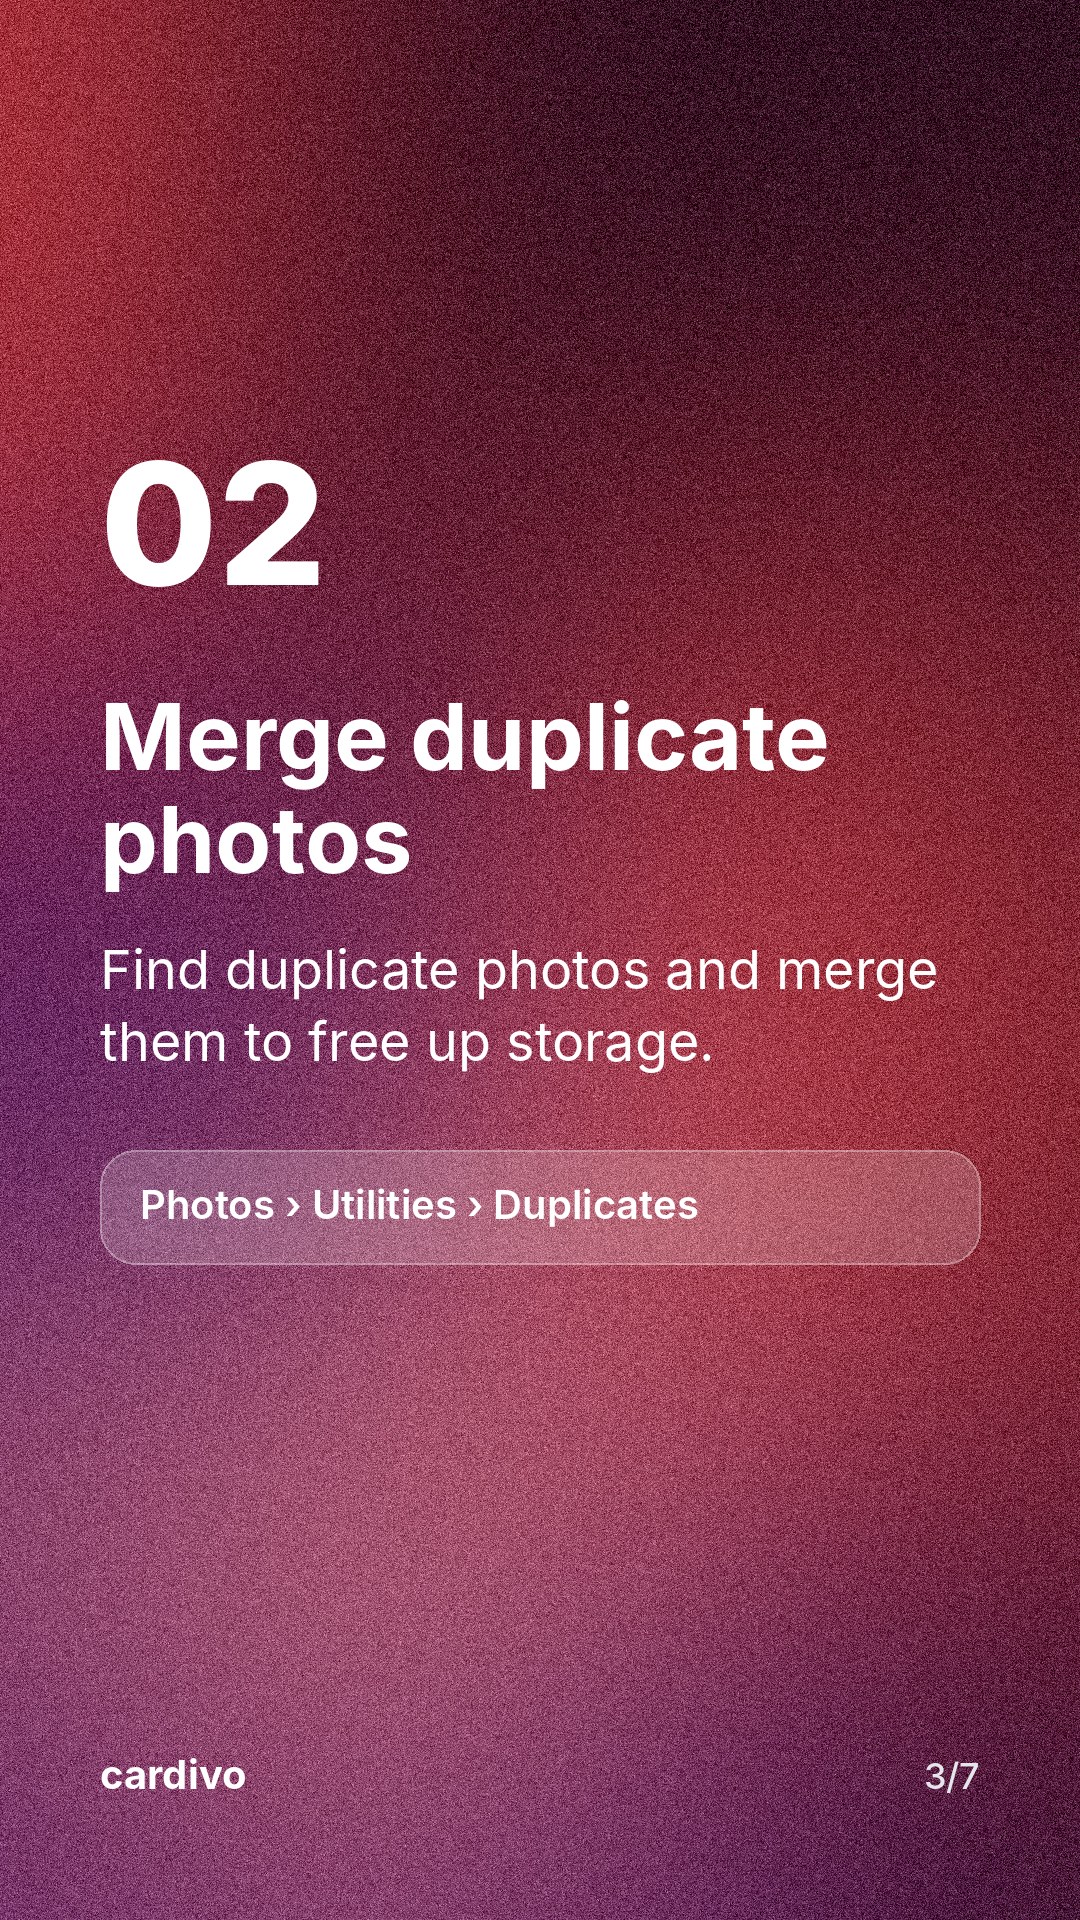 02
Merge duplicate
photos
Find duplicate photos and merge
them to free up storage.
Photos › Utilities › Duplicates
cardivo
3/7